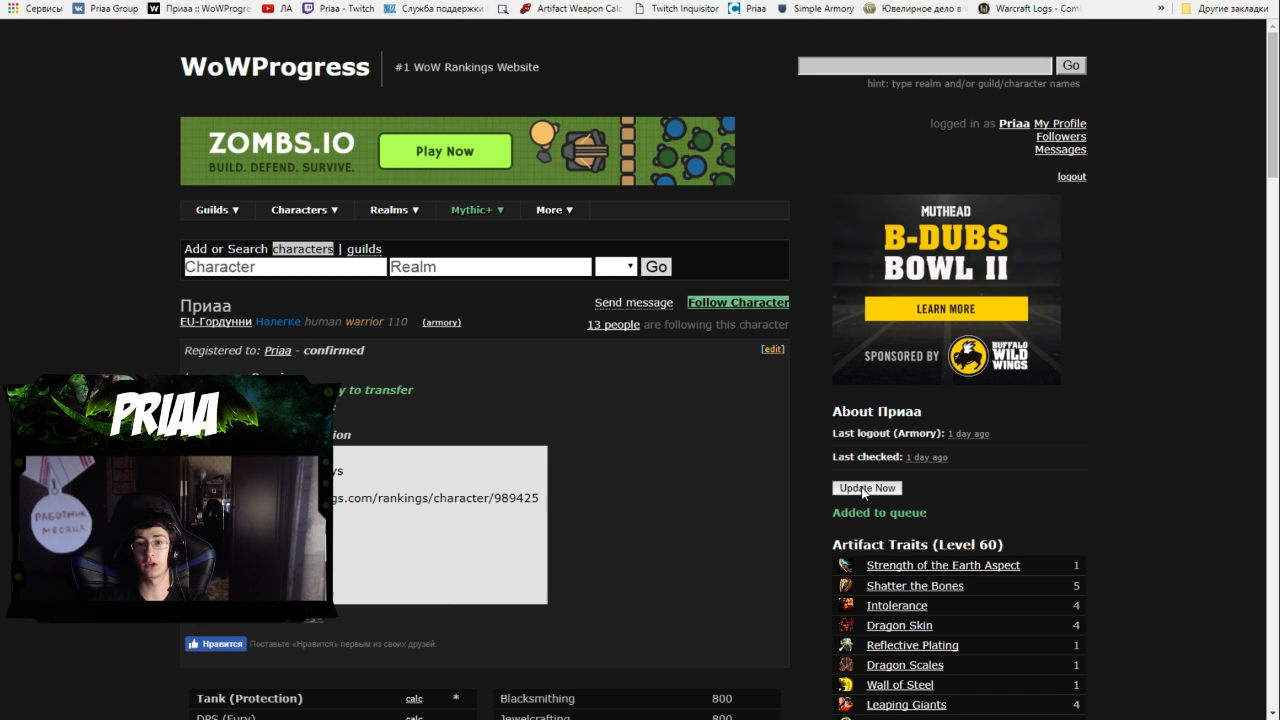 Сервисы Priaa Group Приаа :: WoWProgre ЛА Priaa - Twitch Служба поддержки Artifact Weapon Calc Twitch Inquisitor Priaa Simple Armory Ювелирное дело в Warcraft Logs - Com » Другие закладки
WoWProgress #1 WoW Rankings Website
Go
hint: type realm and/or guild/character names
ZOMBS.IO
BUILD. DEFEND. SURVIVE.
Play Now
logged in as Priaa My Profile
Followers
Messages
logout
Guilds ▼ Characters ▼ Realms ▼ Mythic+ ▼ More ▼
MUTHEAD
B-DUBS
BOWL II
LEARN MORE
SPONSORED BY BUFFALO
WILD
WINGS
Add or Search characters | guilds
Character Realm Go
Приаа Send message Follow Character
EU-Гордунни Налегке human warrior 110 (armory) 13 people are following this character
Registered to: Priaa - confirmed [edit]
y to transfer
ion
ys
gs.com/rankings/character/989425
PRIAA
РАБОТНИК
МЕСЯЦА
Нравится Поставьте «Нравится» первым из своих друзей.
Tank (Protection) calc * Blacksmithing 800
DPS (Fury) calc Jewelcrafting 800
About Приаа
Last logout (Armory): 1 day ago
Last checked: 1 day ago
Update Now
Added to queue
Artifact Traits (Level 60)
Strength of the Earth Aspect 1
Shatter the Bones 5
Intolerance 4
Dragon Skin 4
Reflective Plating 1
Dragon Scales 1
Wall of Steel 1
Leaping Giants 4